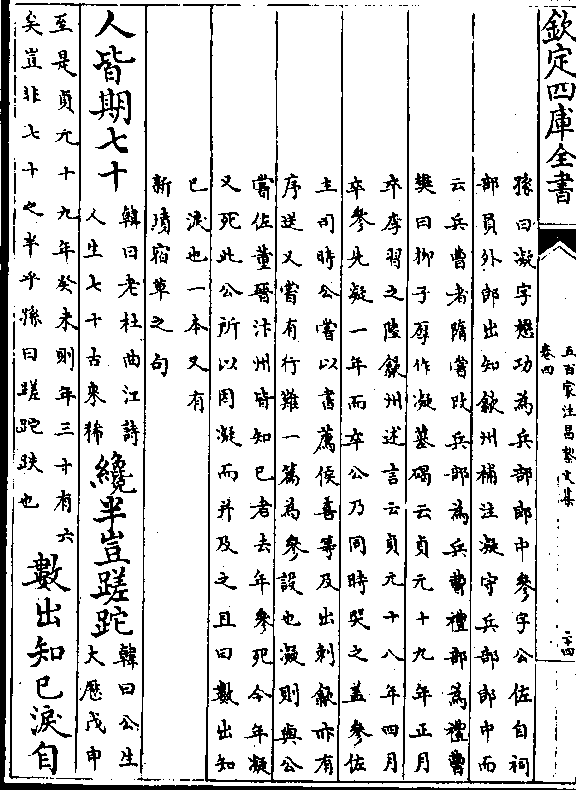 欽定四庫全書
五百家注昌黎文集
卷四
孫曰凝字懋功為兵部郎中參字公佐自祠
部員外郎出知歙州補注凝守兵部郎中而
云兵曹者隋嘗改兵部為兵曹禮部為禮曹
樊曰柳子厚作凝墓碣云貞元十九年正月
卒李習之陸歙州述言云貞元十八年四月
卒參先凝一年而卒公乃同時哭之蓋參佐
主司時公嘗以書薦侯喜等及出刺歙亦有
序送又嘗有行難一篇為參設也凝則與公
嘗佐董晉汴州皆知已者去年參死今年凝
又死此公所以因凝而并及之且曰數出知
已淚也一本又有
新墳宿草之句
人皆期七十
韓曰老杜曲江詩
人生七十古來稀
纔半豈蹉跎
韓曰公生
大歷戊申
至是貞元十九年癸未則年三十有六
矣豈非七十之半乎孫曰蹉跎跌也
數出知已淚自